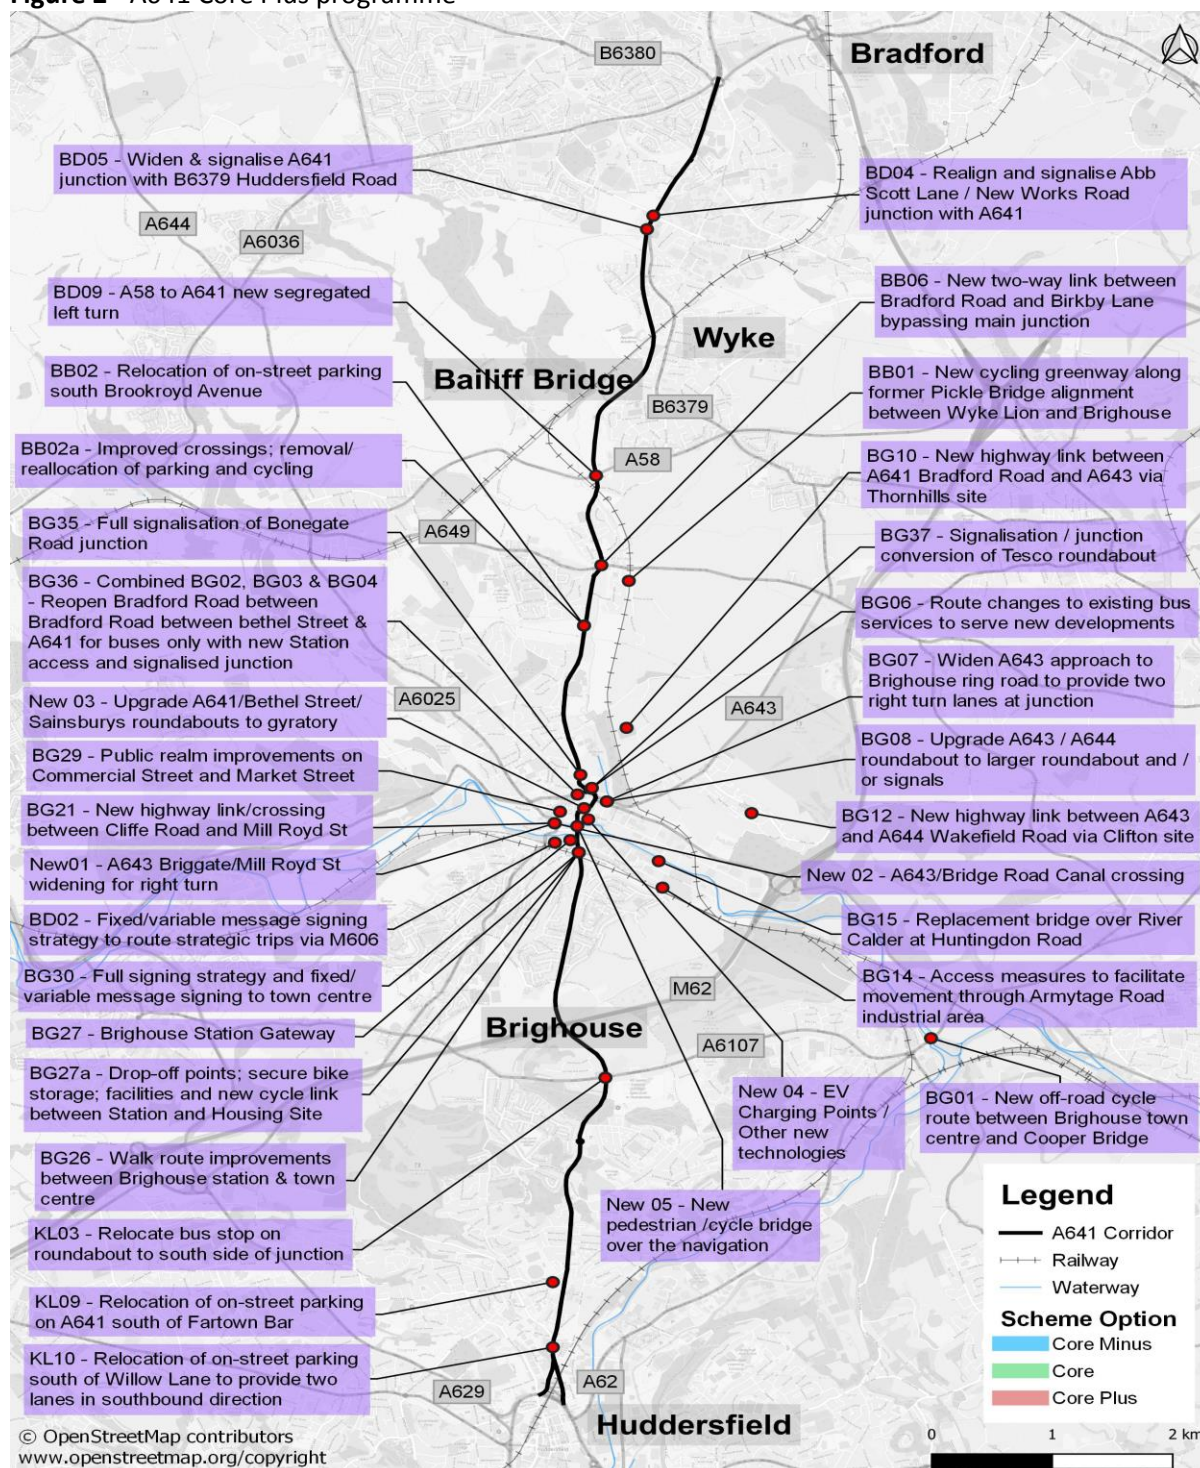 Figure 2 - A641 Core Plus programme
B6380
Bradford
BD05 - Widen & signalise A641
junction with B6379 Huddersfield Road
BD04 - Realign and signalise Abb
Scott Lane / New Works Road
junction with A641
A644
A6036
BD09 - A58 to A641 new segregated
left turn
BB06 - New two-way link between
Bradford Road and Birkby Lane
bypassing main junction
Wyke
Bailiff Bridge
BB02 - Relocation of on-street parking
south Brookroyd Avenue
BB01 - New cycling greenway along
former Pickle Bridge alignment
between Wyke Lion and Brighouse
B6379
BB02a - Improved crossings; removal/
reallocation of parking and cycling
A58
BG10 - New highway link between
A641 Bradford Road and A643 via
Thornhills site
BG35 - Full signalisation of Bonegate
Road junction
A649
BG37 - Signalisation / junction
conversion of Tesco roundabout
BG36 - Combined BG02, BG03 & BG04
- Reopen Bradford Road between
Bradford Road between bethel Street &
A641 for buses only with new Station
access and signalised junction
BG06 - Route changes to existing bus
services to serve new developments
BG07 - Widen A643 approach to
Brighouse ring road to provide two
right turn lanes at junction
New 03 - Upgrade A641/Bethel Street/
Sainsburys roundabouts to gyratory
A6025
A643
BG29 - Public realm improvements on
Commercial Street and Market Street
BG08 - Upgrade A643 / A644
roundabout to larger roundabout and /
or signals
BG21 - New highway link/crossing
between Cliffe Road and Mill Royd St
BG12 - New highway link between A643
and A644 Wakefield Road via Clifton site
New01 - A643 Briggate/Mill Royd St
widening for right turn
New 02 - A643/Bridge Road Canal crossing
BD02 - Fixed/variable message signing
strategy to route strategic trips via M606
BG15 - Replacement bridge over River
Calder at Huntingdon Road
BG30 - Full signing strategy and fixed/
variable message signing to town centre
BG14 - Access measures to facilitate
movement through Armytage Road
industrial area
M62
BG27 - Brighouse Station Gateway
Brighouse
A6107
BG27a - Drop-off points; secure bike
storage; facilities and new cycle link
between Station and Housing Site
New 04 - EV
Charging Points /
Other new
technologies
BG01 - New off-road cycle
route between Brighouse town
centre and Cooper Bridge
BG26 - Walk route improvements
between Brighouse station & town
centre
New 05 - New
pedestrian /cycle bridge
over the navigation
KL03 - Relocate bus stop on
roundabout to south side of junction
KL09 - Relocation of on-street parking
on A641 south of Fartown Bar
KL10 - Relocation of on-street parking
south of Willow Lane to provide two
lanes in southbound direction
A629
A62
Huddersfield
Legend
A641 Corridor
Railway
Waterway
Scheme Option
Core Minus
Core
Core Plus
0 1 2 km
© OpenStreetMap contributors
www.openstreetmap.org/copyright